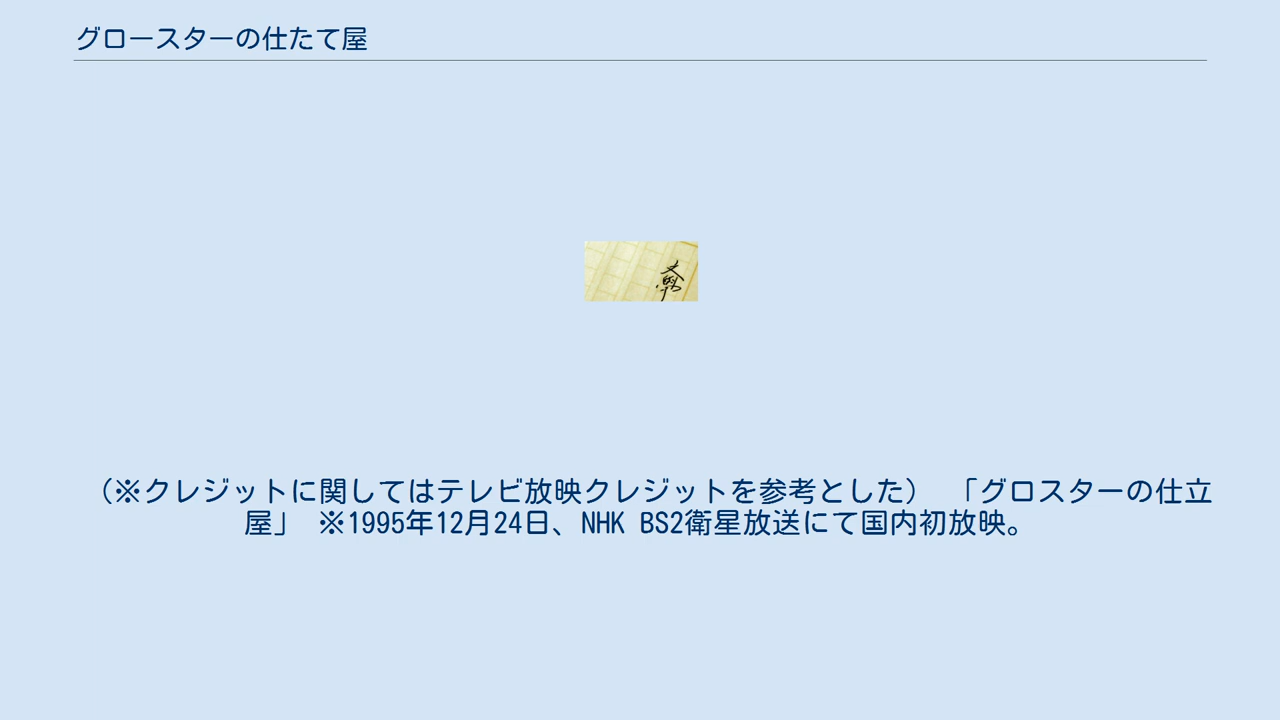 グロースターの仕たて屋
（※クレジットに関してはテレビ放映クレジットを参考とした）　「グロスターの仕立
屋」　※1995年12月24日、NHK BS2衛星放送にて国内初放映。